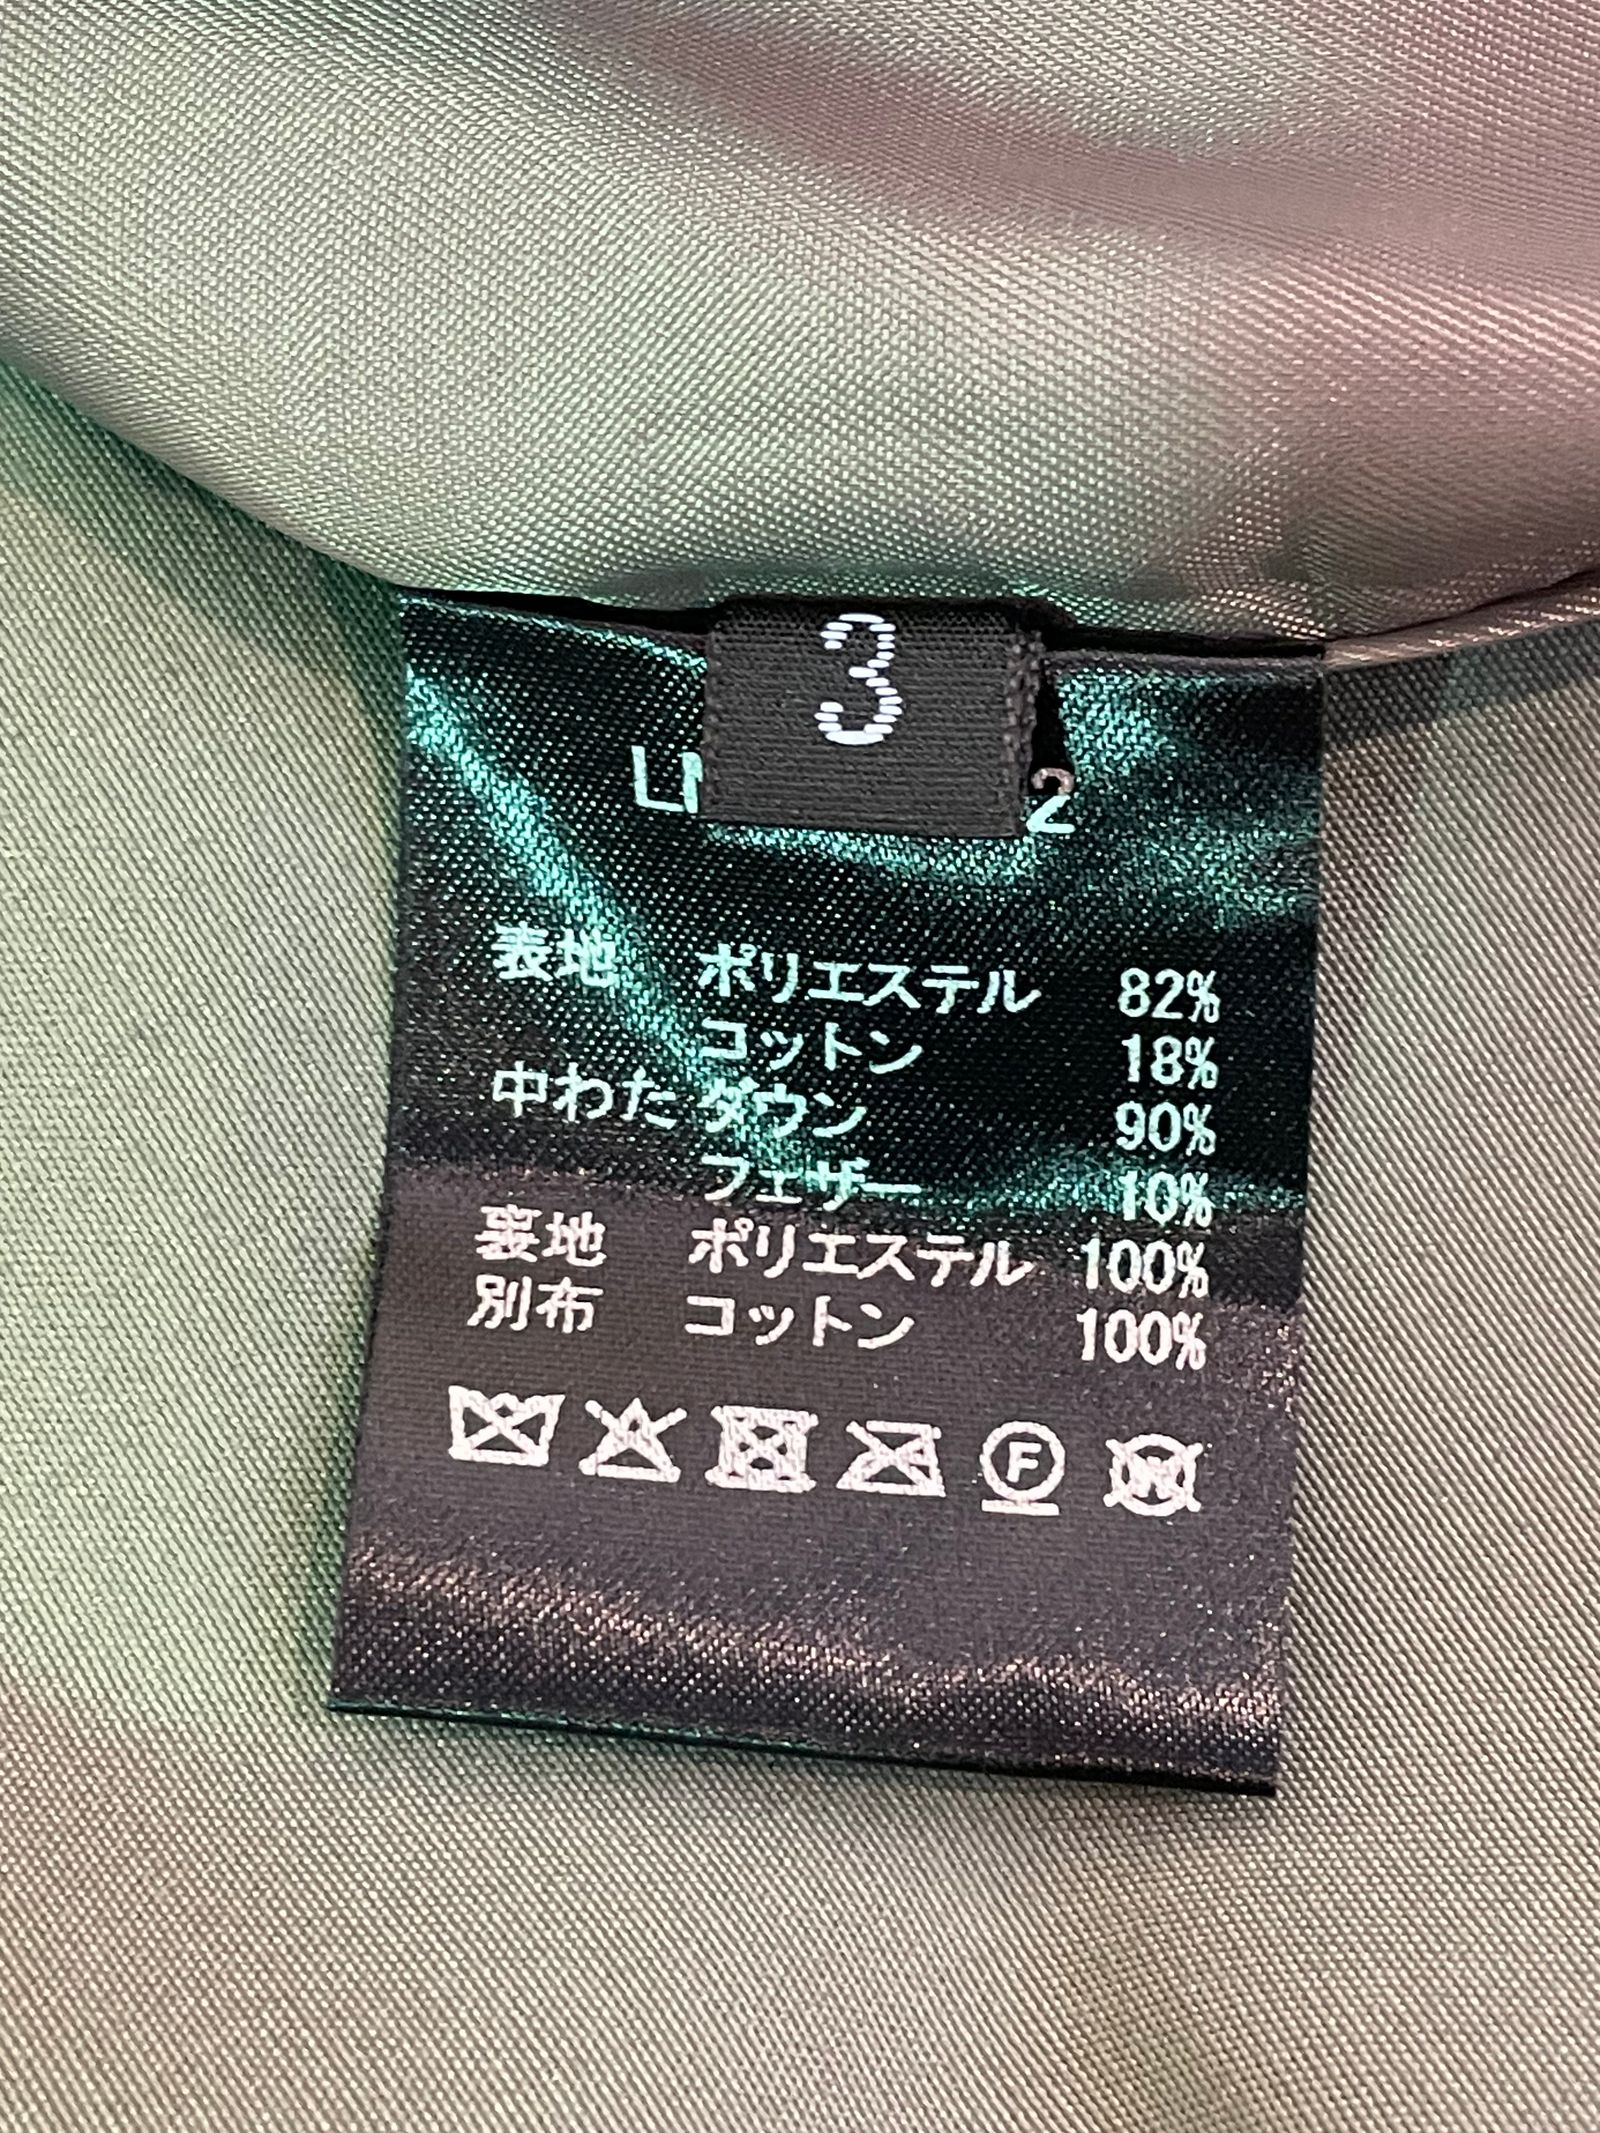 3
表地 ポリエステル 82%
コットン 18%
中わた ダウン 90%
フェザー 10%
裏地 ポリエステル 100%
別布 コットン 100%
F
W